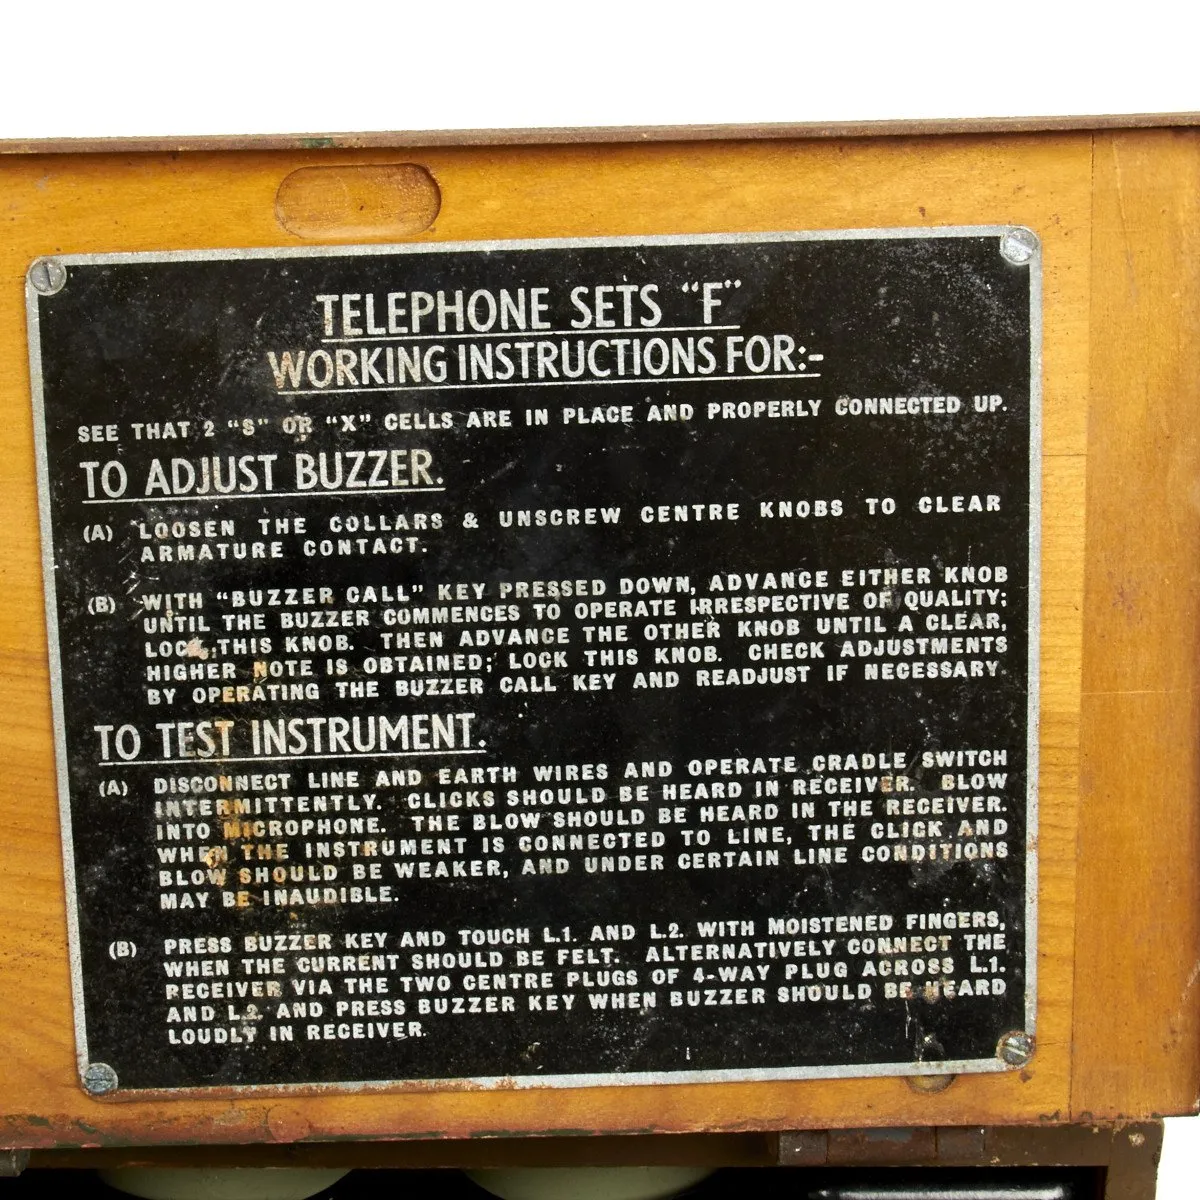 TELEPHONE SETS "F"
WORKING INSTRUCTIONS FOR:-
SEE THAT 2 "S" OR "X" CELLS ARE IN PLACE AND PROPERLY CONNECTED UP.
TO ADJUST BUZZER.
(A) LOOSEN THE COLLARS & UNSCREW CENTRE KNOBS TO CLEAR
ARMATURE CONTACT.
(B) WITH "BUZZER CALL" KEY PRESSED DOWN, ADVANCE EITHER KNOB
UNTIL THE BUZZER COMMENCES TO OPERATE IRRESPECTIVE OF QUALITY;
LOCK THIS KNOB. THEN ADVANCE THE OTHER KNOB UNTIL A CLEAR,
HIGHER NOTE IS OBTAINED; LOCK THIS KNOB. CHECK ADJUSTMENTS
BY OPERATING THE BUZZER CALL KEY AND READJUST IF NECESSARY.
TO TEST INSTRUMENT.
(A) DISCONNECT LINE AND EARTH WIRES AND OPERATE CRADLE SWITCH
INTERMITTENTLY. CLICKS SHOULD BE HEARD IN RECEIVER. BLOW
INTO MICROPHONE. THE BLOW SHOULD BE HEARD IN THE RECEIVER.
WHEN THE INSTRUMENT IS CONNECTED TO LINE, THE CLICK AND
BLOW SHOULD BE WEAKER, AND UNDER CERTAIN LINE CONDITIONS
MAY BE INAUDIBLE.
(B) PRESS BUZZER KEY AND TOUCH L.1. AND L.2. WITH MOISTENED FINGERS,
WHEN THE CURRENT SHOULD BE FELT. ALTERNATIVELY CONNECT THE
RECEIVER VIA THE TWO CENTRE PLUGS OF 4-WAY PLUG ACROSS L.1.
AND L.2. AND PRESS BUZZER KEY WHEN BUZZER SHOULD BE HEARD
LOUDLY IN RECEIVER.